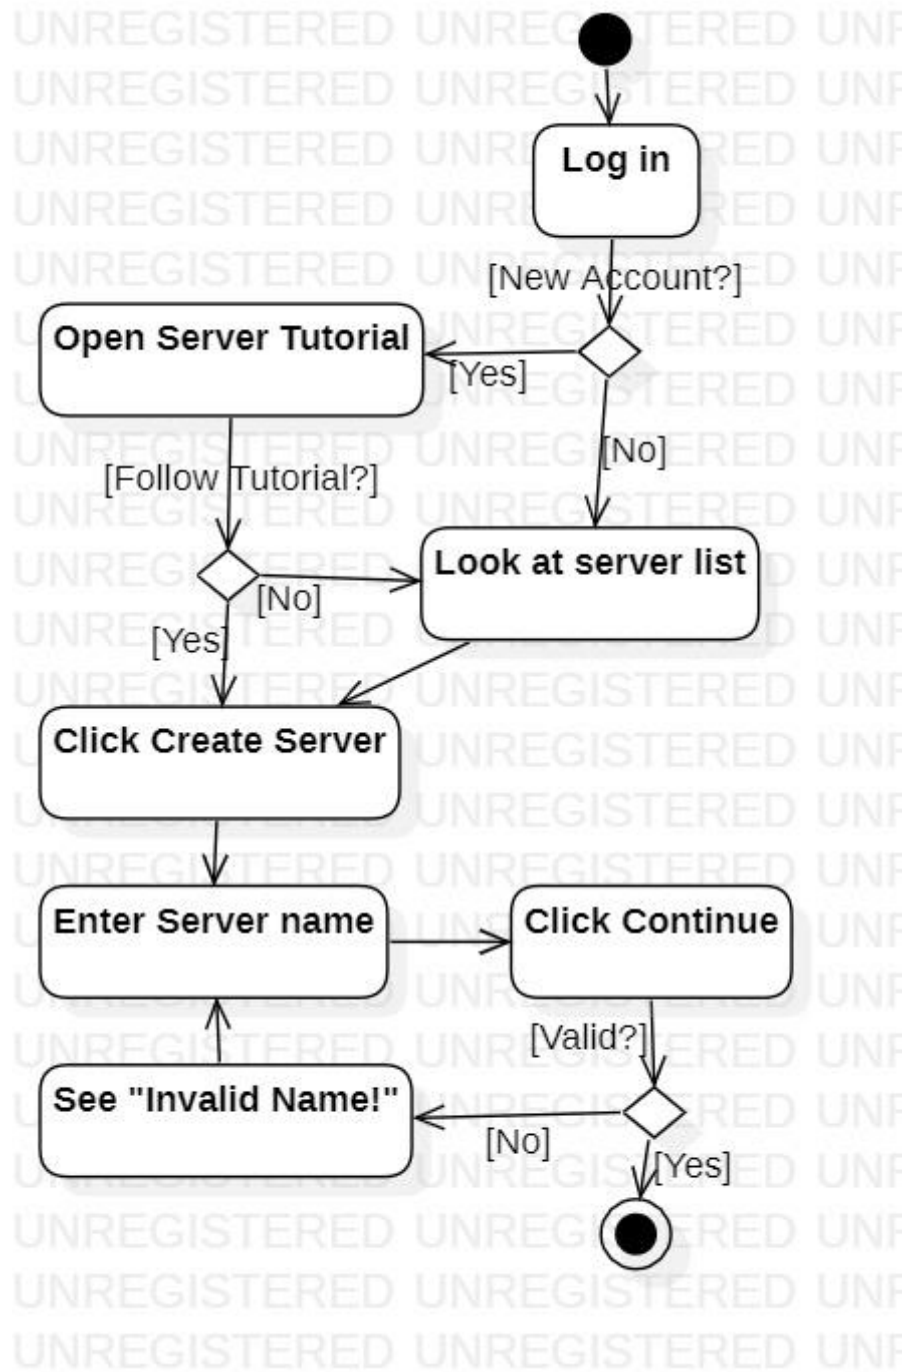 Log in
[New Account?]
Open Server Tutorial
[Yes]
[No]
[Follow Tutorial?]
Look at server list
[No]
[Yes]
Click Create Server
Enter Server name
Click Continue
[Valid?]
See "Invalid Name!"
[No]
[Yes]
UNREGISTERED